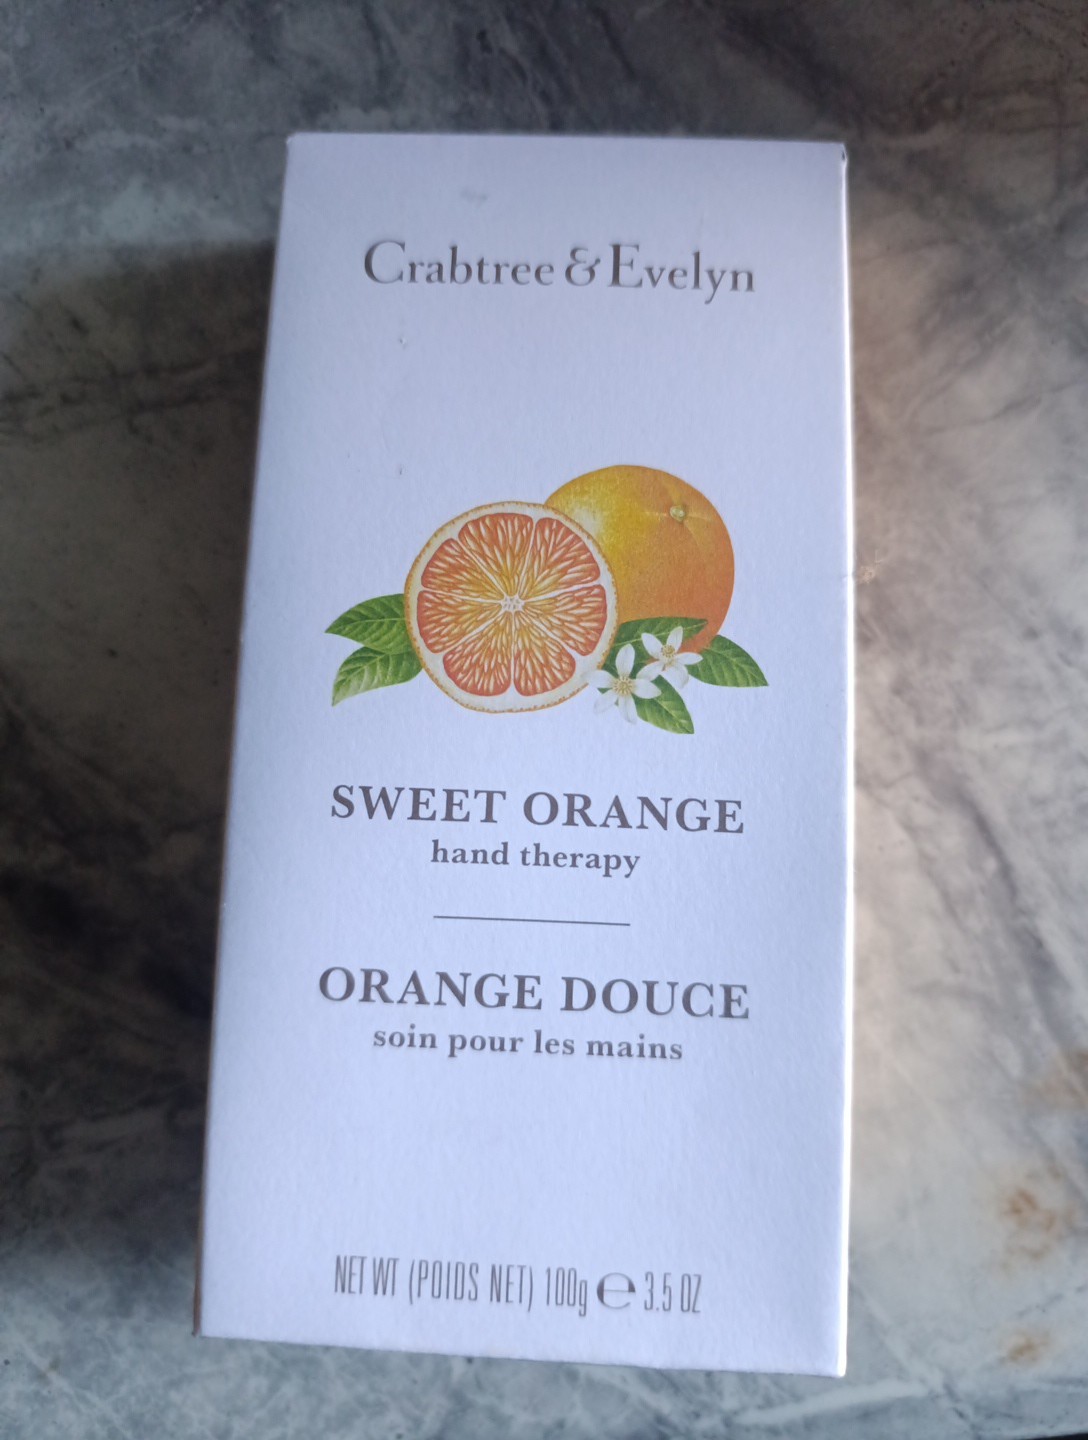 Crabtree & Evelyn
SWEET ORANGE
hand therapy
ORANGE DOUCE
soin pour les mains
NET WT (POIDS NET) 100g ℮ 3.5 OZ